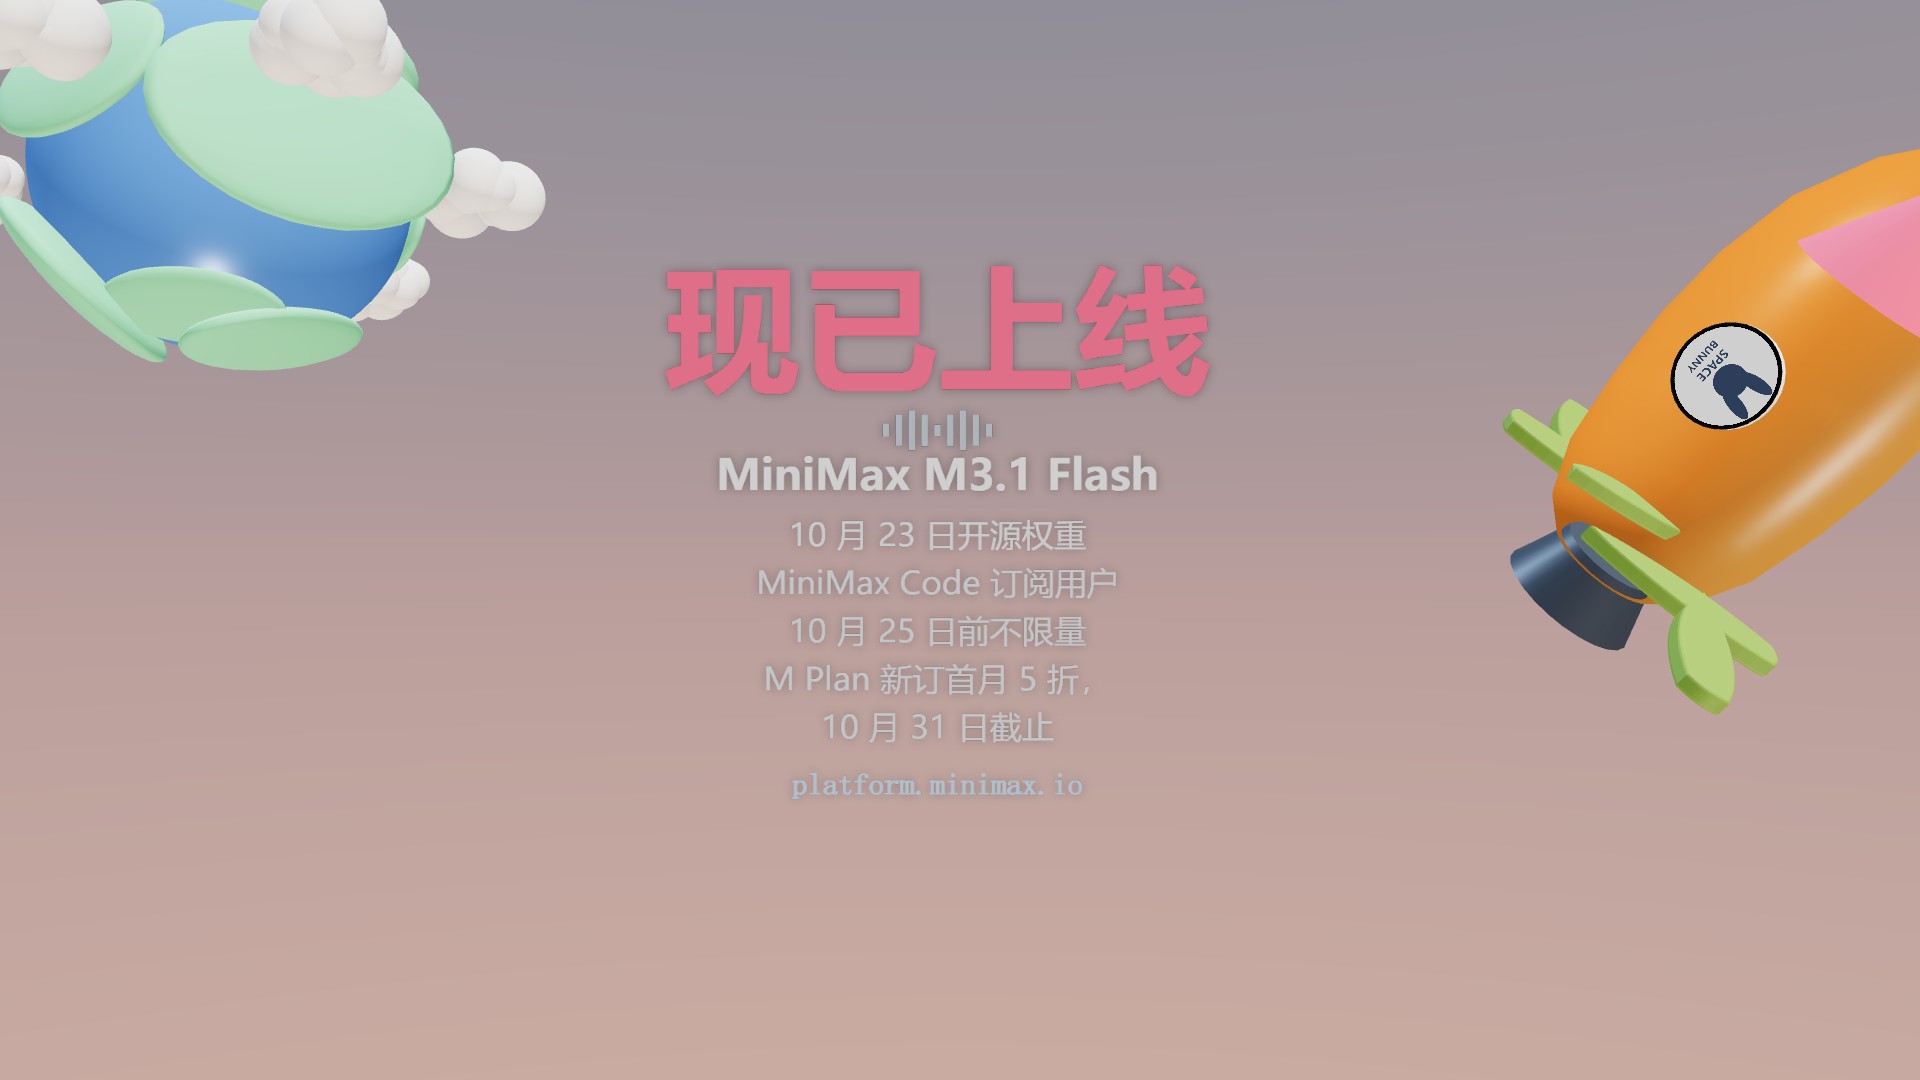 现已上线
MiniMax M3.1 Flash
10 月 23 日开源权重
MiniMax Code 订阅用户
10 月 25 日前不限量
M Plan 新订首月 5 折，
10 月 31 日截止
platform.minimax.io
SPACE
BUNNY